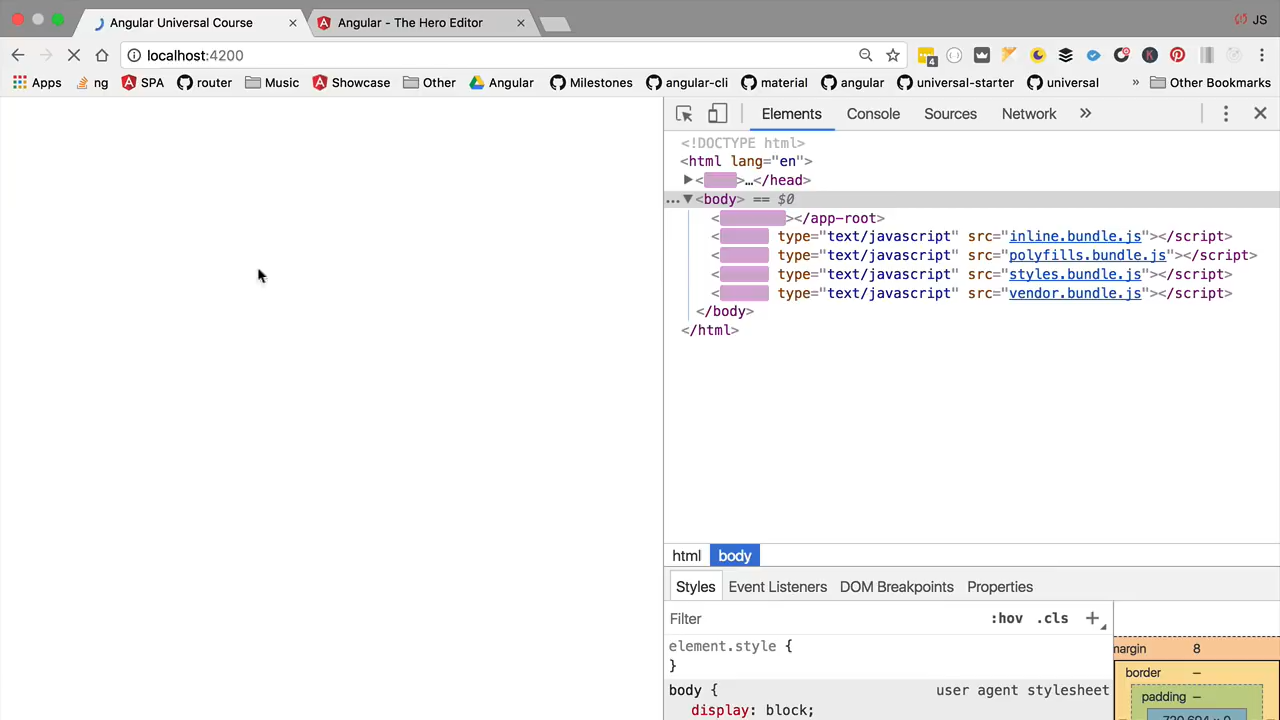 Angular Universal Course
Angular - The Hero Editor
JS
localhost:4200
4
K
Apps ng SPA router Music Showcase Other Angular Milestones angular-cli material angular universal-starter universal » Other Bookmarks
Elements Console Sources Network »
<!DOCTYPE html>
<html lang="en">
▶<>…</head>
…▼<body> == $0
<></app-root>
< type="text/javascript" src="inline.bundle.js"></script>
< type="text/javascript" src="polyfills.bundle.js"></script>
< type="text/javascript" src="styles.bundle.js"></script>
< type="text/javascript" src="vendor.bundle.js"></script>
</body>
</html>
html body
Styles Event Listeners DOM Breakpoints Properties
Filter :hov .cls +
element.style {
}
body { user agent stylesheet
display: block;
margin 8
border –
padding –